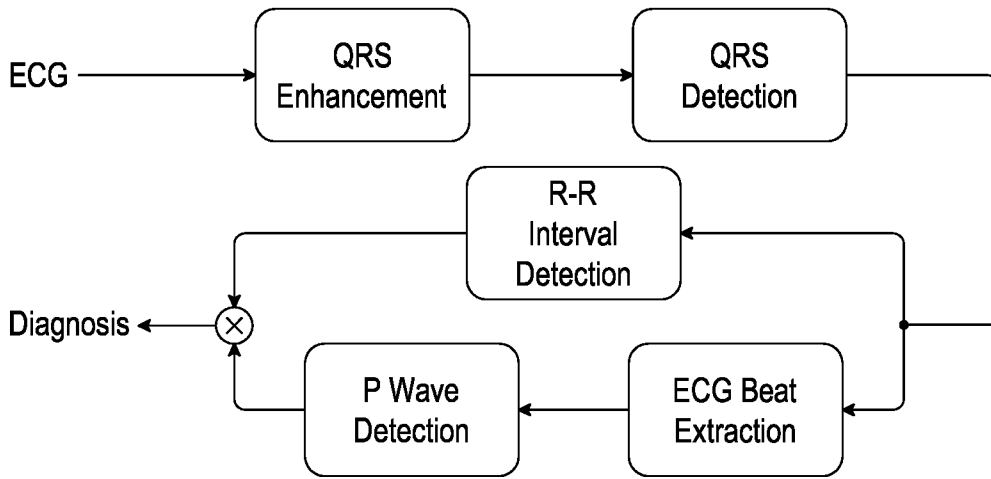 ECG
QRS
Enhancement
QRS
Detection
R-R
Interval
Detection
Diagnosis
P Wave
Detection
ECG Beat
Extraction